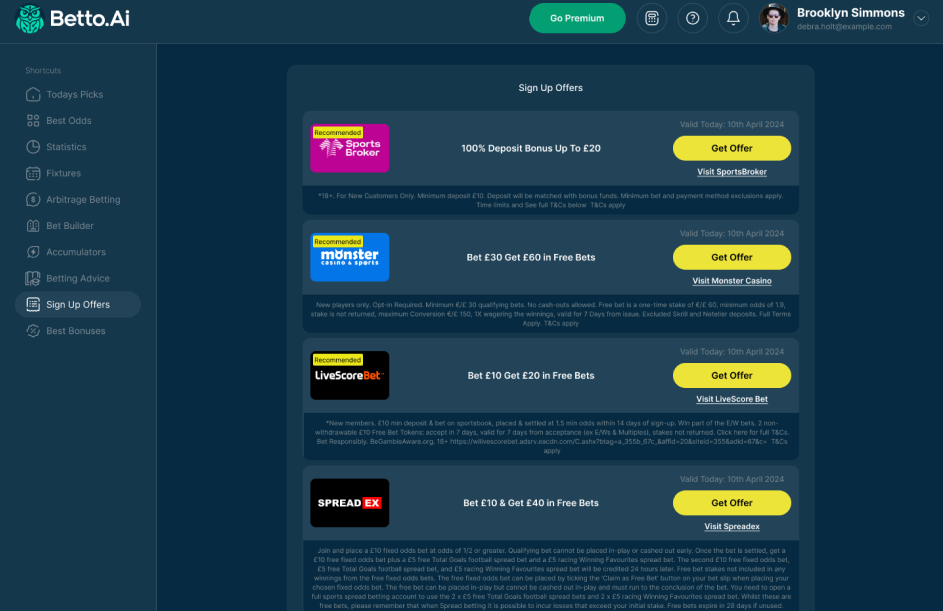 Betto.Ai
Go Premium
Brooklyn Simmons
debra.holt@example.com
Shortcuts
Todays Picks
Best Odds
Statistics
Fixtures
Arbitrage Betting
Bet Builder
Accumulators
Betting Advice
Sign Up Offers
Best Bonuses
Sign Up Offers
Recommended
Sports
Broker
100% Deposit Bonus Up To £20
Valid Today: 10th April 2024
Get Offer
Visit SportsBroker
*18+. For New Customers Only. Minimum deposit £10. Deposit will be matched with bonus funds. Minimum bet and payment method exclusions apply.
Time limits and See full T&Cs below T&Cs apply
Recommended
monster
casino & sports
Bet £30 Get £60 in Free Bets
Valid Today: 10th April 2024
Get Offer
Visit Monster Casino
New players only. Opt-in Required. Minimum €/£ 30 qualifying bets. No cash-outs allowed. Free bet is a one-time stake of €/£ 60, minimum odds of 1.9,
stake is not returned, maximum Conversion €/£ 150, 1X wagering the winnings, valid for 7 Days from issue. Excluded Skrill and Neteller deposits. Full Terms
Apply. T&Cs apply
Recommended
LiveScoreBet
Bet £10 Get £20 in Free Bets
Valid Today: 10th April 2024
Get Offer
Visit LiveScore Bet
*New members. £10 min deposit & bet on sportsbook, placed & settled at 1.5 min odds within 14 days of sign-up. Win part of the E/W bets. 2 non-
withdrawable £10 Free Bet Tokens: accept in 7 days, valid for 7 days from acceptance (ex E/Ws & Multiples), stakes not returned. Click here for full T&Cs.
Bet Responsibly. BeGambleAware.org. 18+ T&Cs
apply
SPREADEX
Bet £10 & Get £40 in Free Bets
Valid Today: 10th April 2024
Get Offer
Visit Spreadex
Join and place a £10 fixed odds bet at odds of 1/2 or greater. Qualifying bet cannot be placed in-play or cashed out early. Once the bet is settled, get a
£10 free fixed odds bet plus a £5 free Total Goals football spread bet, and a £5 racing Winning Favourites spread bet. The second £10 free fixed odds bet,
£5 free Total Goals football spread bet, and £5 racing Winning Favourites spread bet will be credited 24 hours later. Free bet stakes not included in any
winnings from the free fixed odds bets. The free fixed odds bet can be placed by ticking the 'Claim as Free Bet' button on your bet slip when placing your
chosen fixed odds bet. The free bet can be placed in-play but cannot be cashed out in-play and must run to the conclusion of the bet. You need to open a
full sports spread betting account to use the 2 x £5 free Total Goals football spread bets and 2 x £5 racing Winning Favourites spread bet. Whilst these are
free bets, please remember that when Spread betting it is possible to incur losses that exceed your initial stake. Free Bets expire in 28 days if unused.